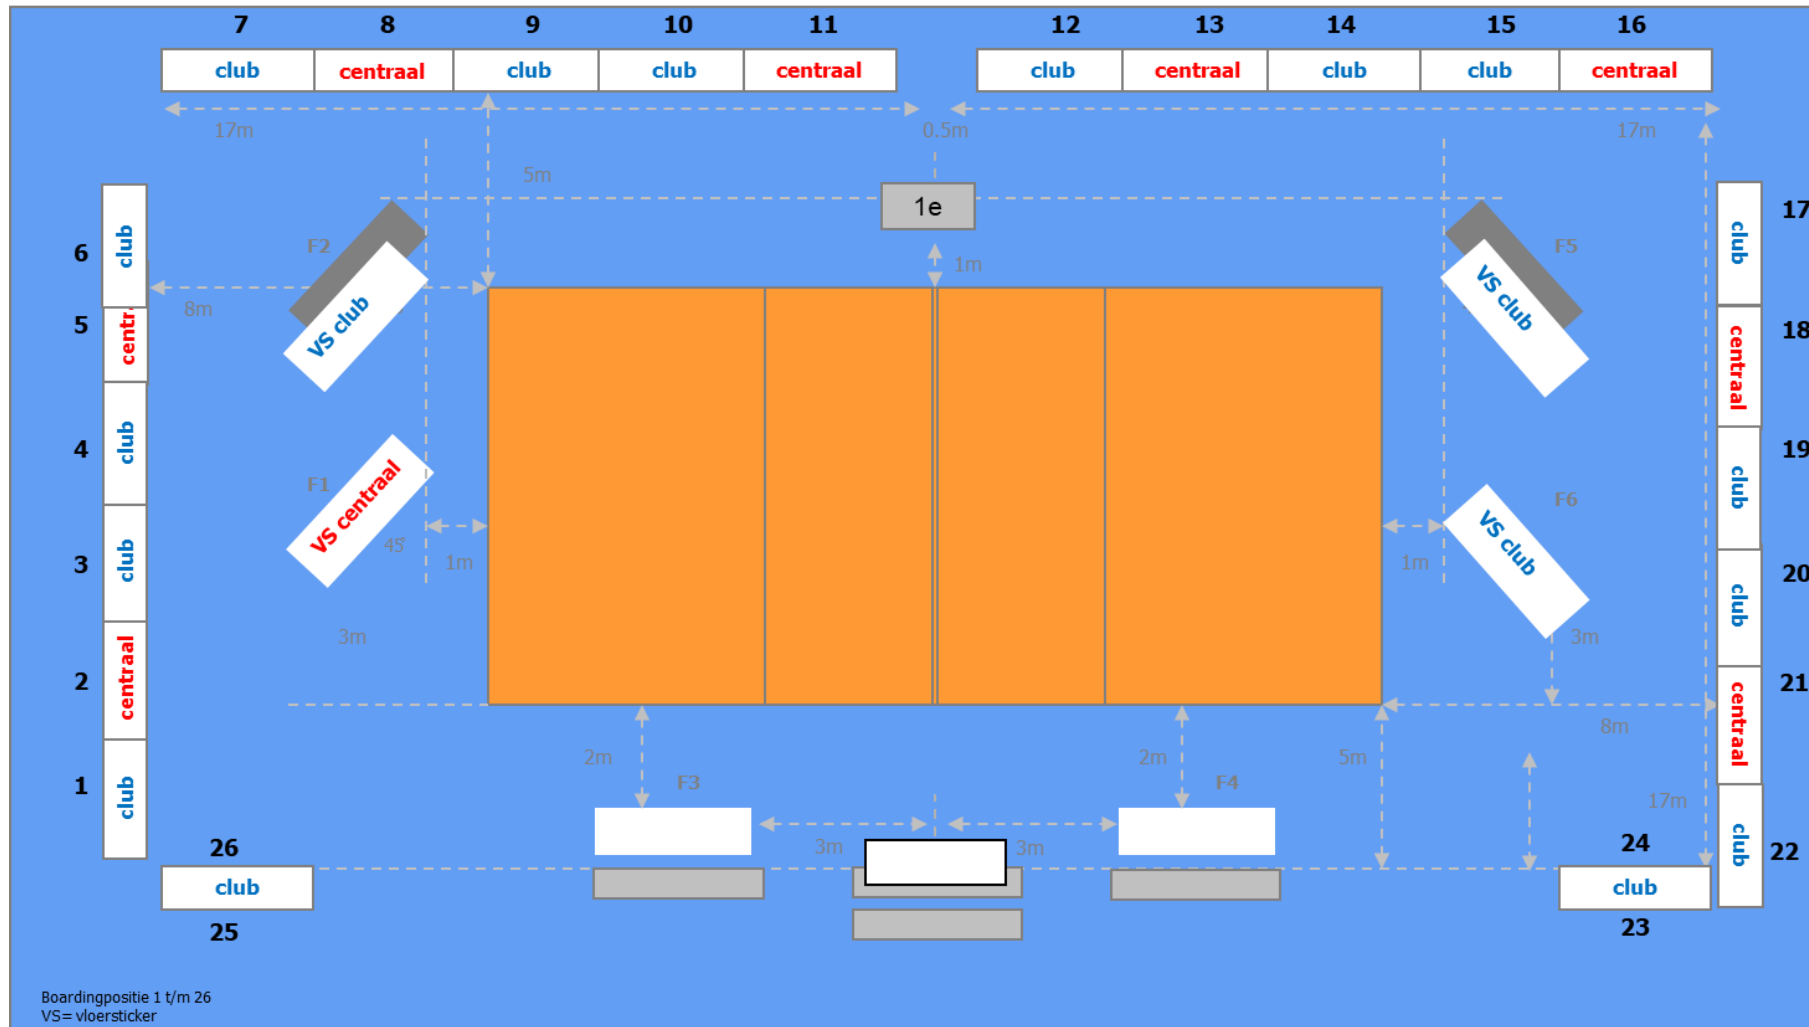 7 8 9 10 11 12 13 14 15 16
club centraal club club centraal club centraal club club centraal
17m 0.5m 17m
5m
1e
6 club F2 F5 club 17
1m
8m
VS club VS club
5 centr centraal 18
4 club club 19
F1 VS centraal F6
VS club
45°
1m 1m
3 club club 20
3m 3m
2 centraal centraal 21
8m
2m 2m 5m
F3 F4
1 club 17m
26 3m 3m 24 club 22
club club
25 23
Boardingpositie 1 t/m 26
VS= vloersticker